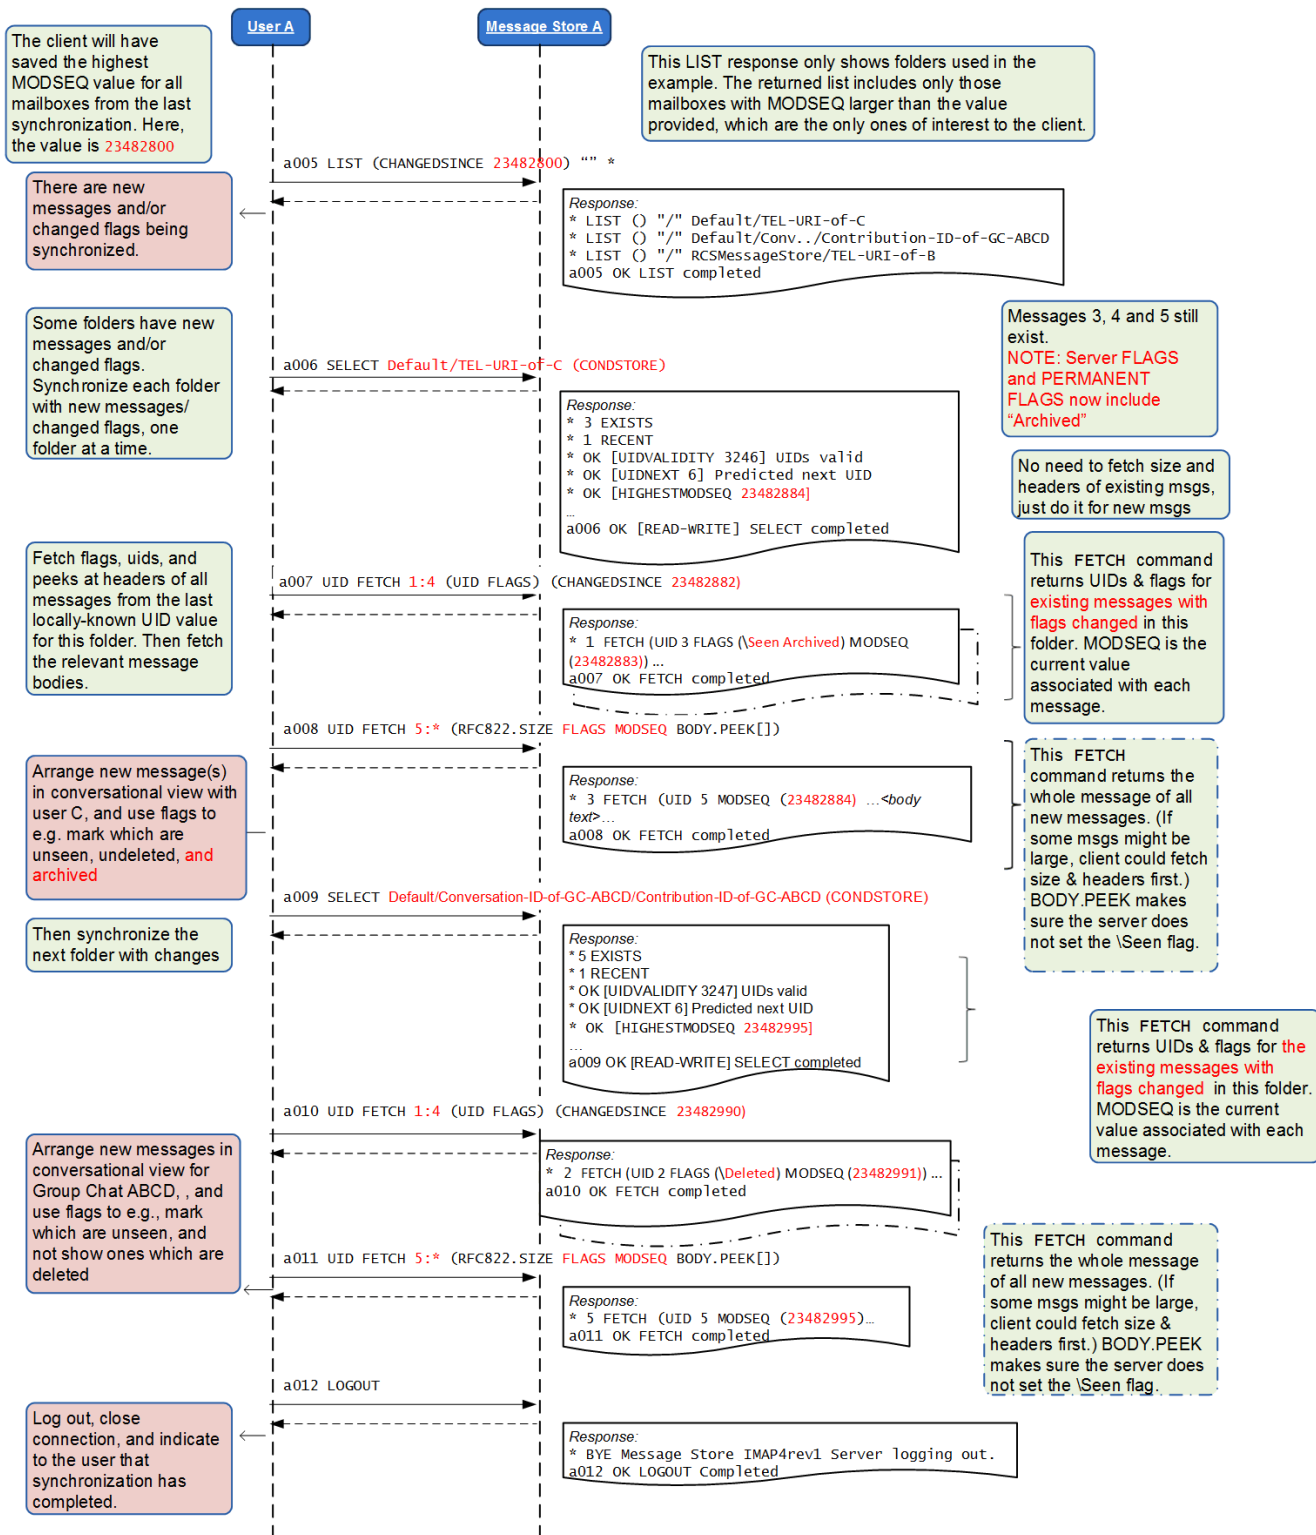 User A
Message Store A
The client will have
saved the highest
MODSEQ value for all
mailboxes from the last
synchronization. Here,
the value is 23482800
This LIST response only shows folders used in the
example. The returned list includes only those
mailboxes with MODSEQ larger than the value
provided, which are the only ones of interest to the client.
a005 LIST (CHANGEDSINCE 23482800) “” *
There are new
messages and/or
changed flags being
synchronized.
Response:
* LIST () "/" Default/TEL-URI-of-C
* LIST () "/" Default/Conv../Contribution-ID-of-GC-ABCD
* LIST () "/" RCSMessageStore/TEL-URI-of-B
a005 OK LIST completed
Some folders have new
messages and/or
changed flags.
Synchronize each folder
with new messages/
changed flags, one
folder at a time.
Messages 3, 4 and 5 still
exist.
NOTE: Server FLAGS
and PERMANENT
FLAGS now include
“Archived”
a006 SELECT Default/TEL-URI-of-C (CONDSTORE)
Response:
* 3 EXISTS
* 1 RECENT
* OK [UIDVALIDITY 3246] UIDs valid
* OK [UIDNEXT 6] Predicted next UID
* OK [HIGHESTMODSEQ 23482884]
…
a006 OK [READ-WRITE] SELECT completed
No need to fetch size and
headers of existing msgs,
just do it for new msgs
Fetch flags, uids, and
peeks at headers of all
messages from the last
locally-known UID value
for this folder. Then fetch
the relevant message
bodies.
a007 UID FETCH 1:4 (UID FLAGS) (CHANGEDSINCE 23482882)
This FETCH command
returns UIDs & flags for
existing messages with
flags changed in this
folder. MODSEQ is the
current value
associated with each
message.
Response:
* 1 FETCH (UID 3 FLAGS (\Seen Archived) MODSEQ
(23482883)) ...
a007 OK FETCH completed
a008 UID FETCH 5:* (RFC822.SIZE FLAGS MODSEQ BODY.PEEK[])
Arrange new message(s)
in conversational view with
user C, and use flags to
e.g. mark which are
unseen, undeleted, and
archived
Response:
* 3 FETCH (UID 5 MODSEQ (23482884) …<body
text>…
a008 OK FETCH completed
This FETCH
command returns the
whole message of all
new messages. (If
some msgs might be
large, client could fetch
size & headers first.)
BODY.PEEK makes
sure the server does
not set the \Seen flag.
a009 SELECT Default/Conversation-ID-of-GC-ABCD/Contribution-ID-of-GC-ABCD (CONDSTORE)
Then synchronize the
next folder with changes
Response:
* 5 EXISTS
* 1 RECENT
* OK [UIDVALIDITY 3247] UIDs valid
* OK [UIDNEXT 6] Predicted next UID
* OK [HIGHESTMODSEQ 23482995]
…
a009 OK [READ-WRITE] SELECT completed
This FETCH command
returns UIDs & flags for the
existing messages with
flags changed in this folder.
MODSEQ is the current
value associated with each
message.
a010 UID FETCH 1:4 (UID FLAGS) (CHANGEDSINCE 23482990)
Arrange new messages in
conversational view for
Group Chat ABCD, , and
use flags to e.g., mark
which are unseen, and
not show ones which are
deleted
Response:
* 2 FETCH (UID 2 FLAGS (\Deleted) MODSEQ (23482991)) ...
a010 OK FETCH completed
a011 UID FETCH 5:* (RFC822.SIZE FLAGS MODSEQ BODY.PEEK[])
This FETCH command
returns the whole message
of all new messages. (If
some msgs might be large,
client could fetch size &
headers first.) BODY.PEEK
makes sure the server does
not set the \Seen flag.
Response:
* 5 FETCH (UID 5 MODSEQ (23482995)…
a011 OK FETCH completed
a012 LOGOUT
Log out, close
connection, and indicate
to the user that
synchronization has
completed.
Response:
* BYE Message Store IMAP4rev1 Server logging out.
a012 OK LOGOUT Completed